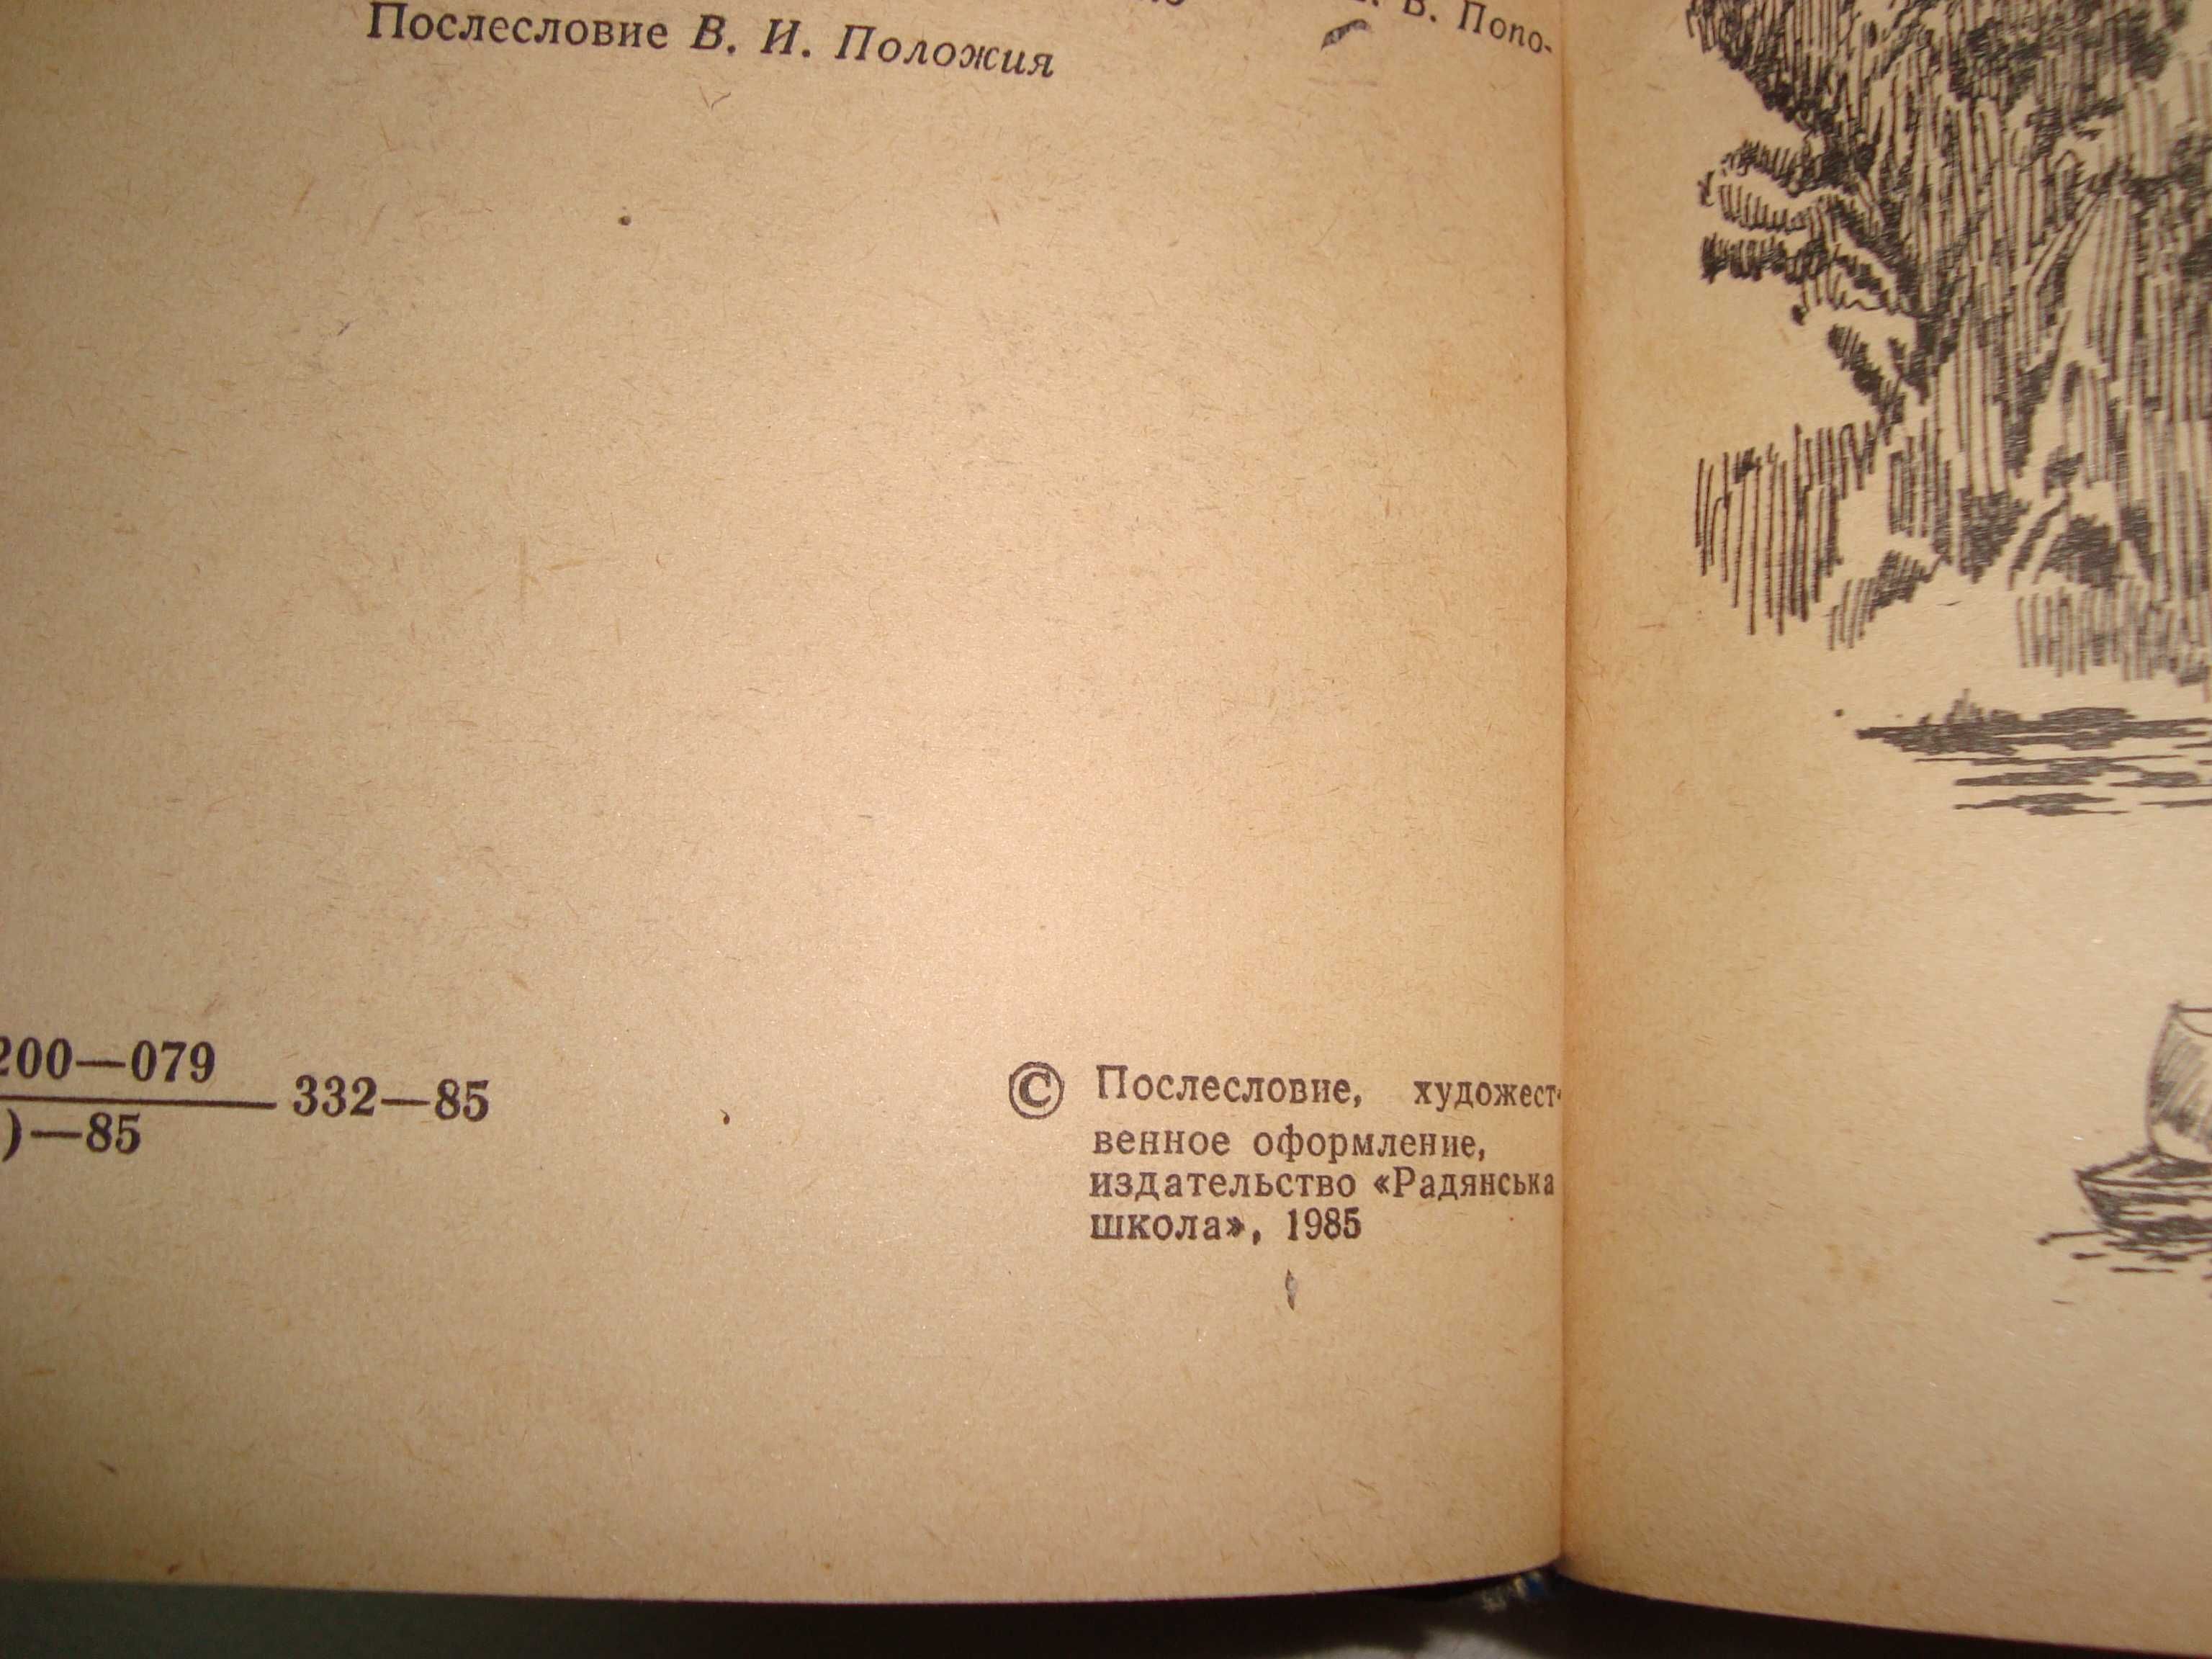 В. Попо-
Послесловие В. И. Положия
200—079
)—85
332—85
© Послесловие, художест-
венное оформление,
издательство «Радянська
школа», 1985